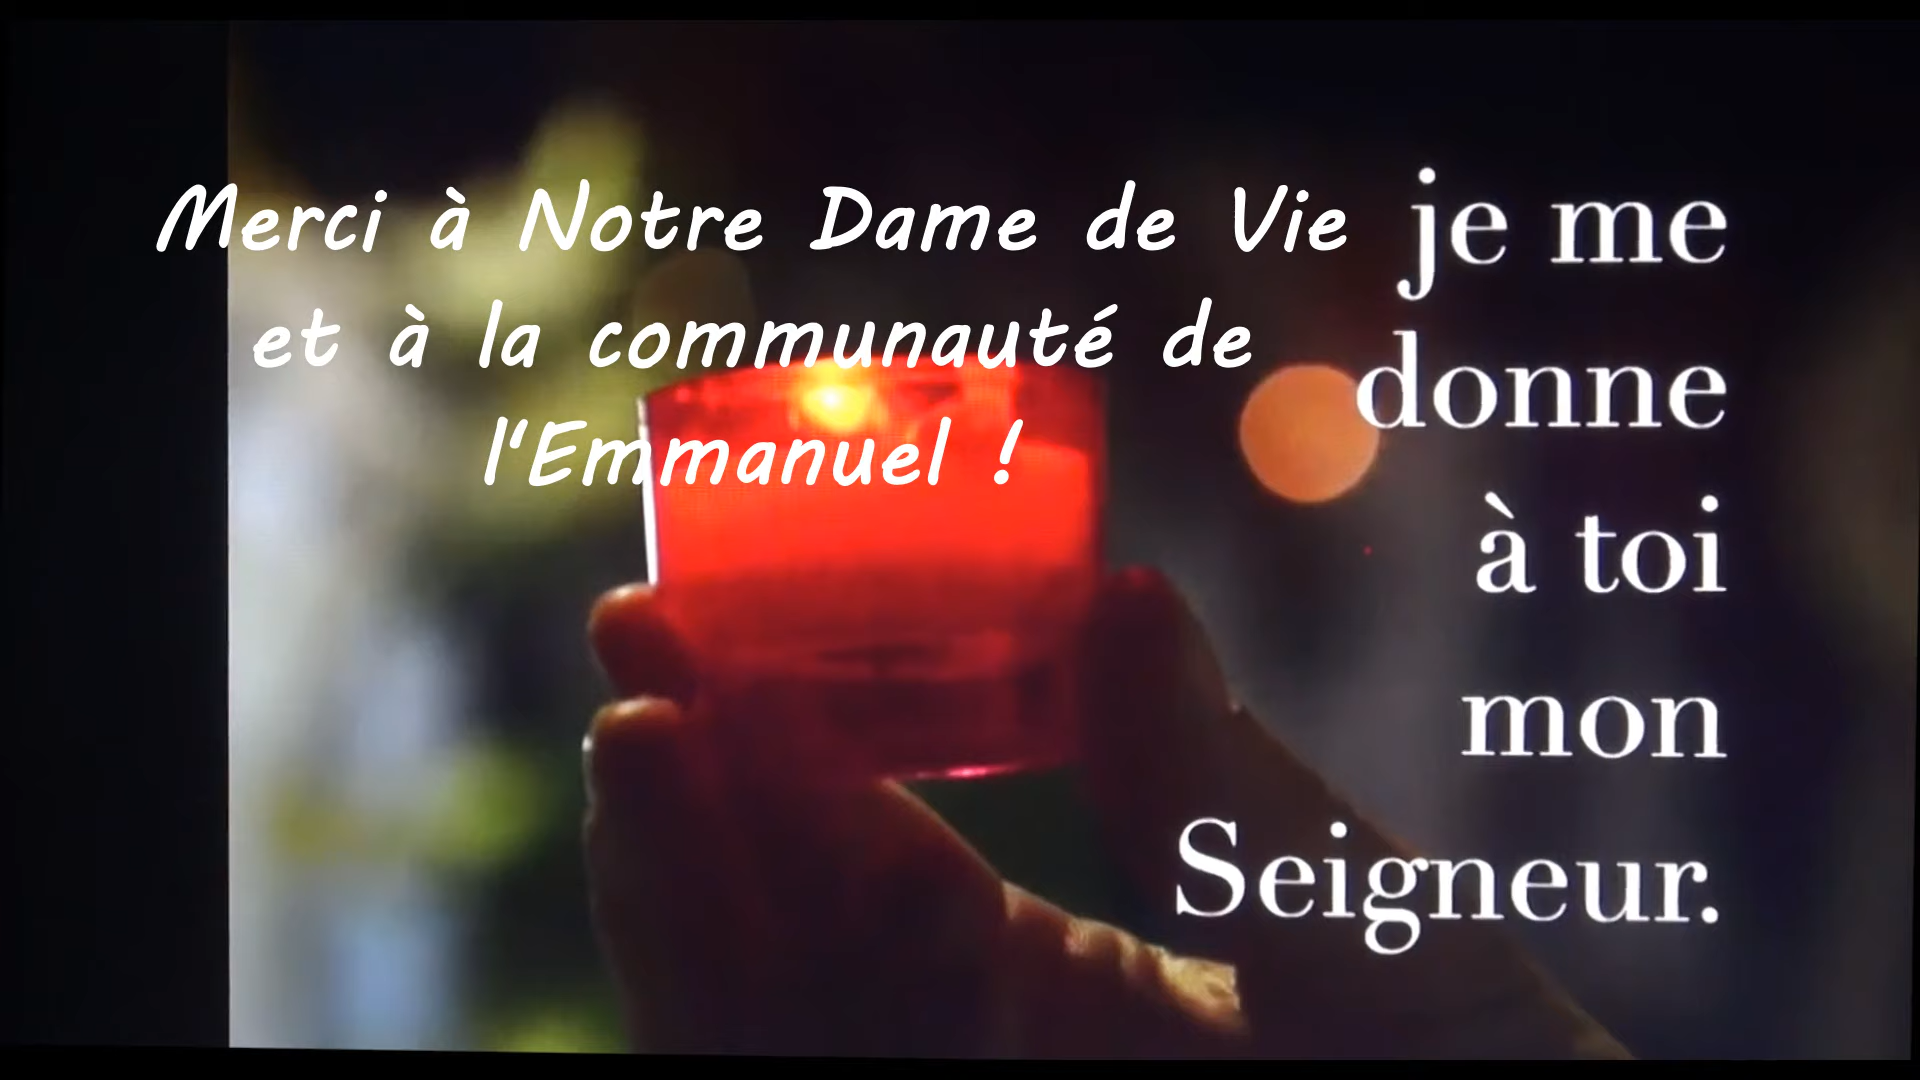 Merci à Notre Dame de Vie
et à la communauté de
l'Emmanuel !
je me
donne
à toi
mon
Seigneur.